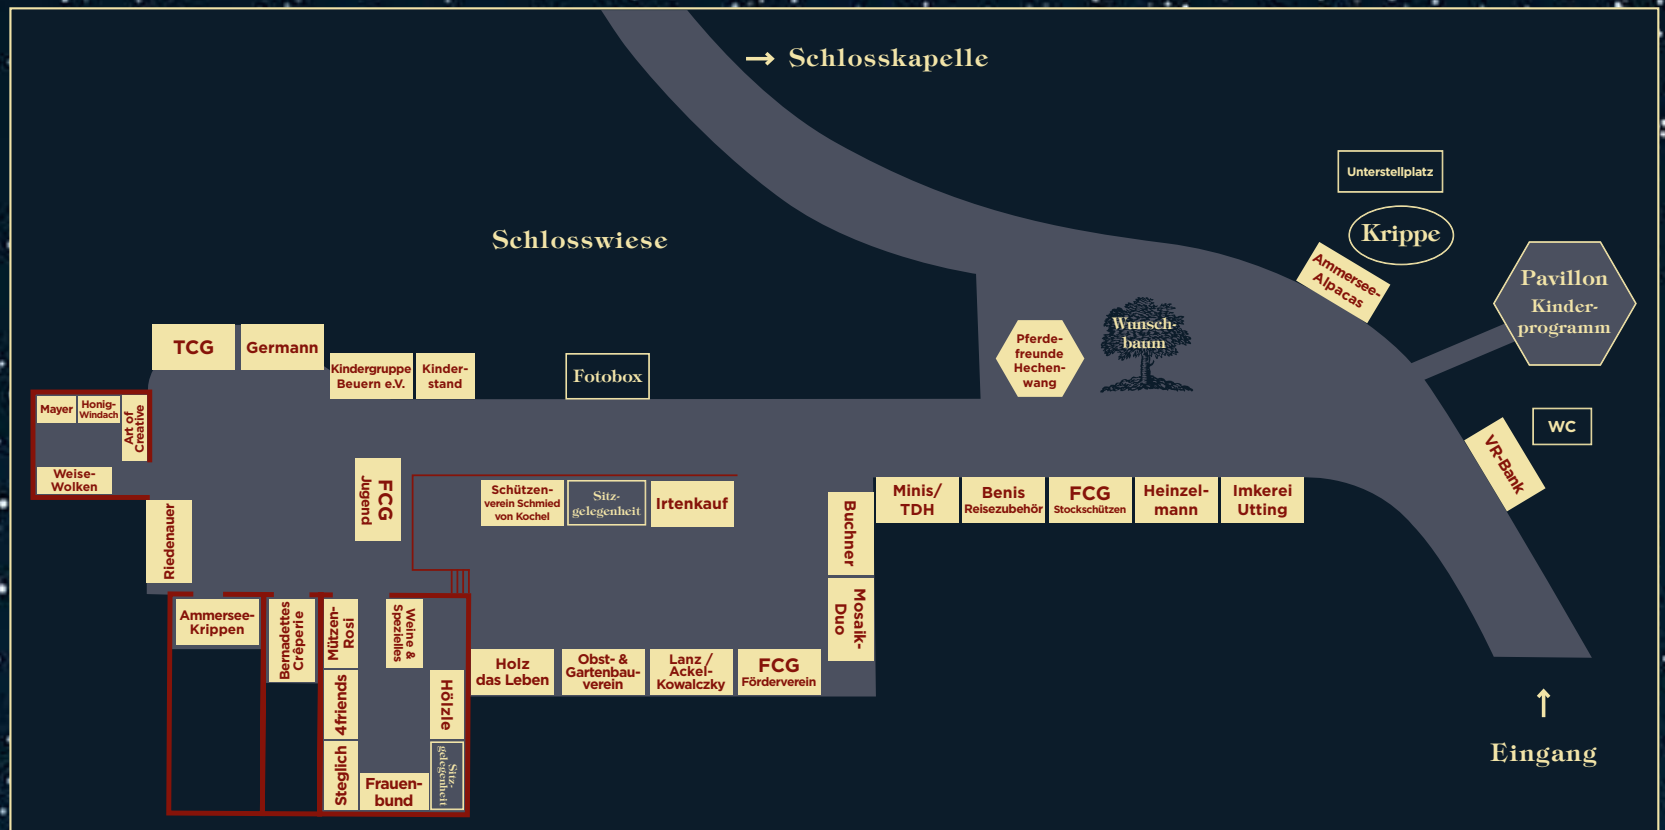 → Schlosskapelle
Unterstellplatz
Krippe
Schlosswiese
Ammersee-
Alpacas
Pavillon
Kinder-
programm
Wunsch-
baum
Pferde-
freunde
Hechen-
wang
TCG
Germann
Kindergruppe
Beuern e.V.
Kinder-
stand
Fotobox
Mayer
Honig-
Windach
Art of
Creative
Weise-
Wolken
WC
VR-Bank
FCG
Jugend
Schützen-
verein Schmied
von Kochel
Sitz-
gelegenheit
Irtenkauf
Buchner
Minis/
TDH
Benis
Reisezubehör
FCG
Stockschützen
Heinzel-
mann
Imkerei
Utting
Riedenauer
Mosaik-
Duo
Ammersee-
Krippen
Bernadettes
Crêperie
Mützen-
Rosi
Weine &
Spezielles
Holz
das Leben
Obst- &
Gartenbau-
verein
Lanz /
Ackel-
Kowalczky
FCG
Förderverein
4friends
Hölzle
Steglich
Frauen-
bund
Sitz-
gelegenheit
↑
Eingang